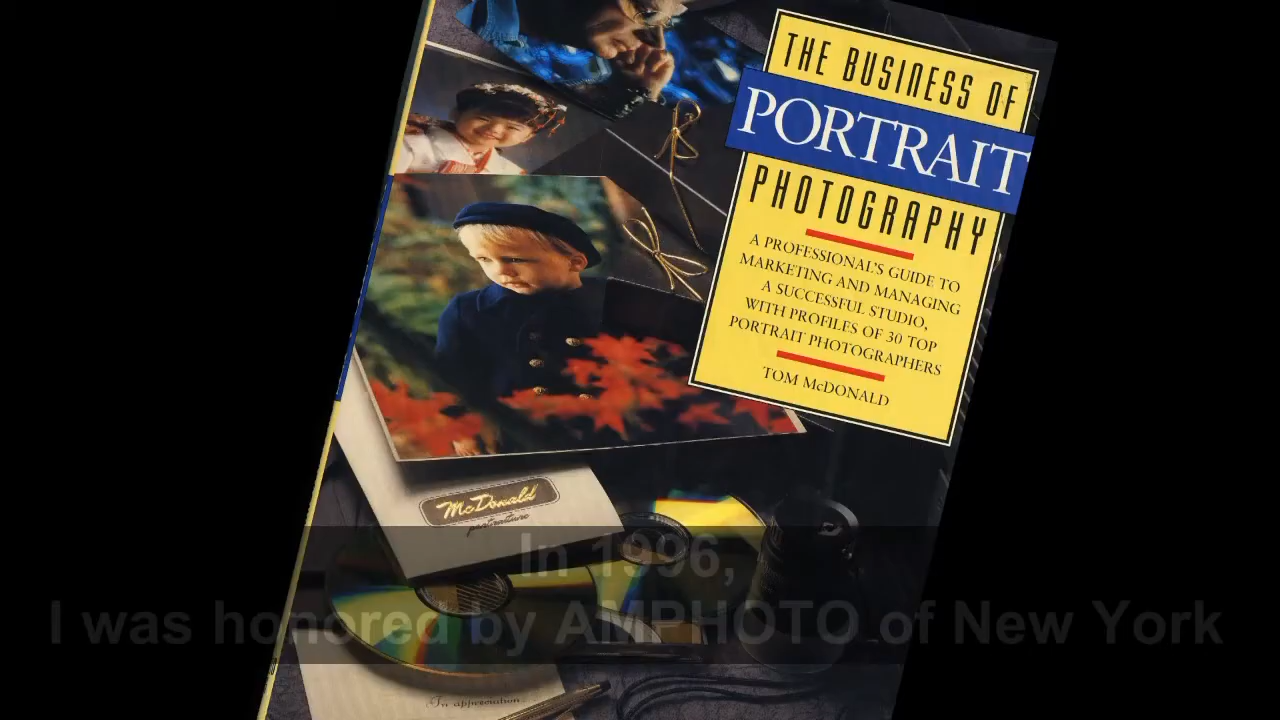 THE BUSINESS OF
PORTRAIT
PHOTOGRAPHY
A PROFESSIONAL'S GUIDE TO
MARKETING AND MANAGING
A SUCCESSFUL STUDIO,
WITH PROFILES OF 30 TOP
PORTRAIT PHOTOGRAPHERS
TOM McDONALD
McDonald
portraiture
In 1996,
I was honored by AMPHOTO of New York
In appreciation